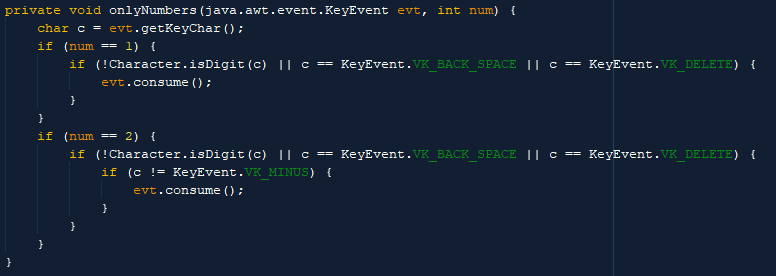 private void onlyNumbers(java.awt.event.KeyEvent evt, int num) {
    char c = evt.getKeyChar();
    if (num == 1) {
        if (!Character.isDigit(c) || c == KeyEvent.VK_BACK_SPACE || c == KeyEvent.VK_DELETE) {
            evt.consume();
        }
    }
    if (num == 2) {
        if (!Character.isDigit(c) || c == KeyEvent.VK_BACK_SPACE || c == KeyEvent.VK_DELETE) {
            if (c != KeyEvent.VK_MINUS) {
                evt.consume();
            }
        }
    }
}